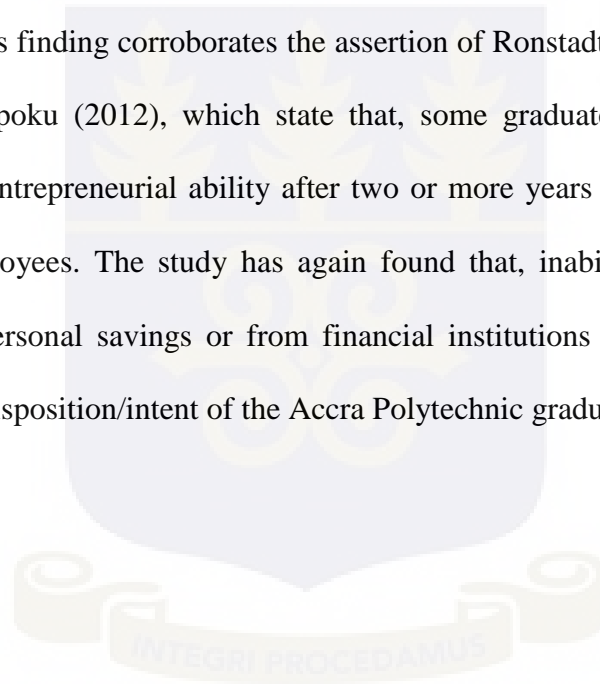 s finding corroborates the assertion of Ronstadt
poku (2012), which state that, some graduate
ntrepreneurial ability after two or more years
oyees. The study has again found that, inabi
ersonal savings or from financial institutions
isposition/intent of the Accra Polytechnic gradu
INTEGRI PROCEDAMUS